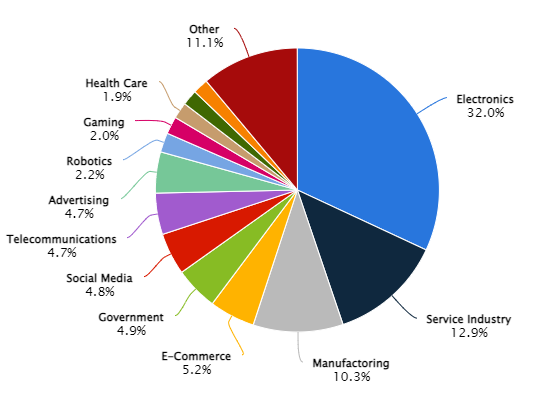 Other
11.1%
Electronics
32.0%
Health Care
1.9%
Gaming
2.0%
Robotics
2.2%
Advertising
4.7%
Telecommunications
4.7%
Social Media
4.8%
Government
4.9%
Service Industry
12.9%
E-Commerce
5.2%
Manufactoring
10.3%